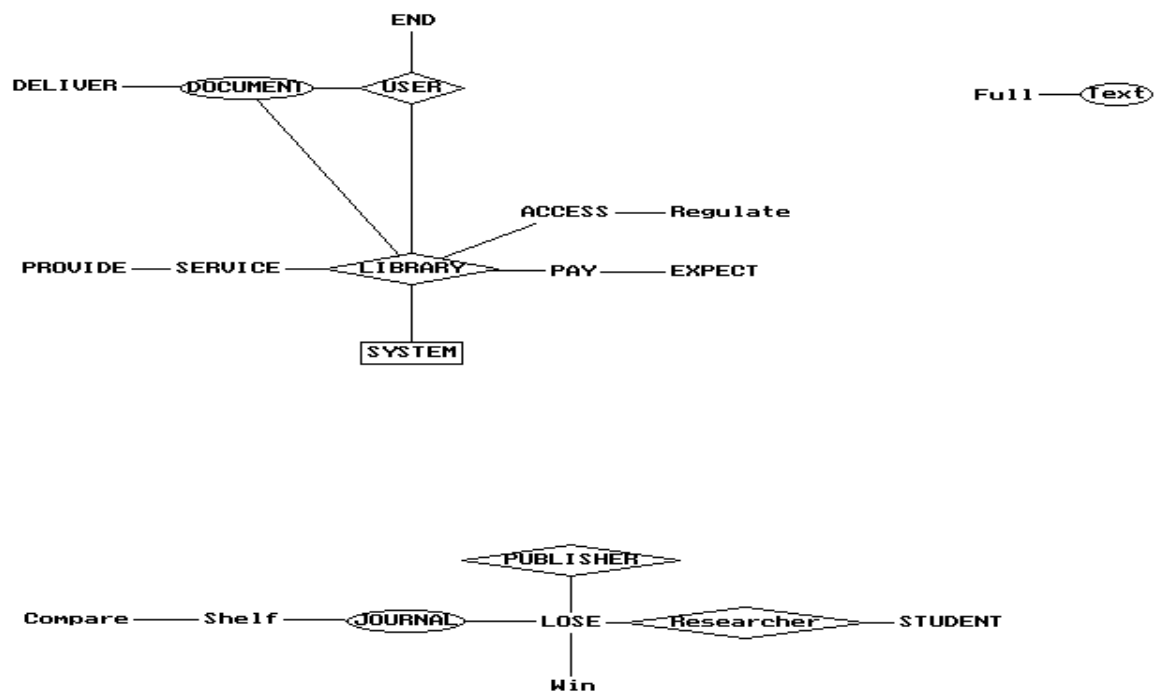 END
DELIVER DOCUMENT USER
Full Text
ACCESS Regulate
PROVIDE SERVICE LIBRARY PAY EXPECT
SYSTEM
PUBLISHER
Compare Shelf JOURNAL LOSE Researcher STUDENT
Win